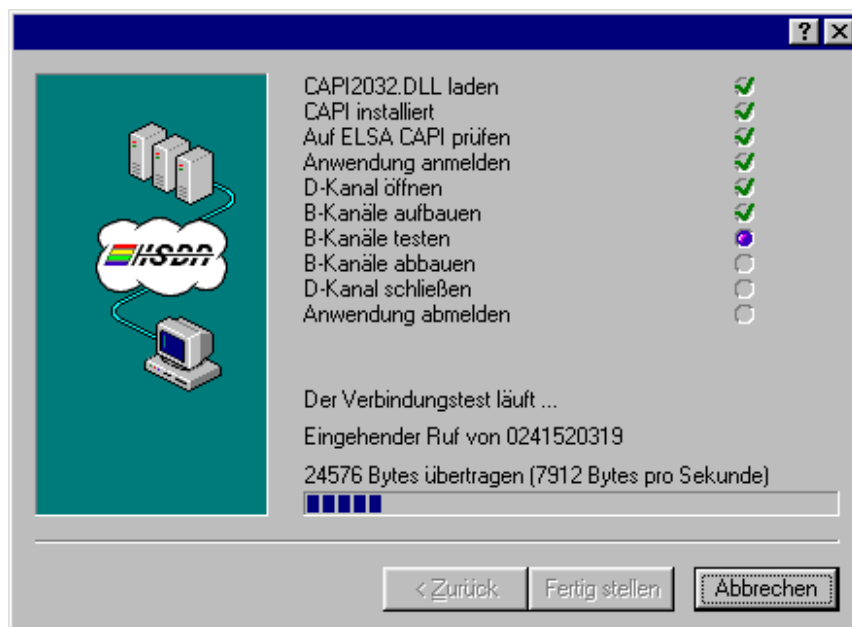 CAPI2032.DLL laden
CAPI installiert
Auf ELSA CAPI prüfen
Anwendung anmelden
D-Kanal öffnen
B-Kanäle aufbauen
B-Kanäle testen
B-Kanäle abbauen
D-Kanal schließen
Anwendung abmelden
ISDN
Der Verbindungstest läuft ...
Eingehender Ruf von 0241520319
24576 Bytes übertragen (7912 Bytes pro Sekunde)
< Zurück
Fertig stellen
Abbrechen